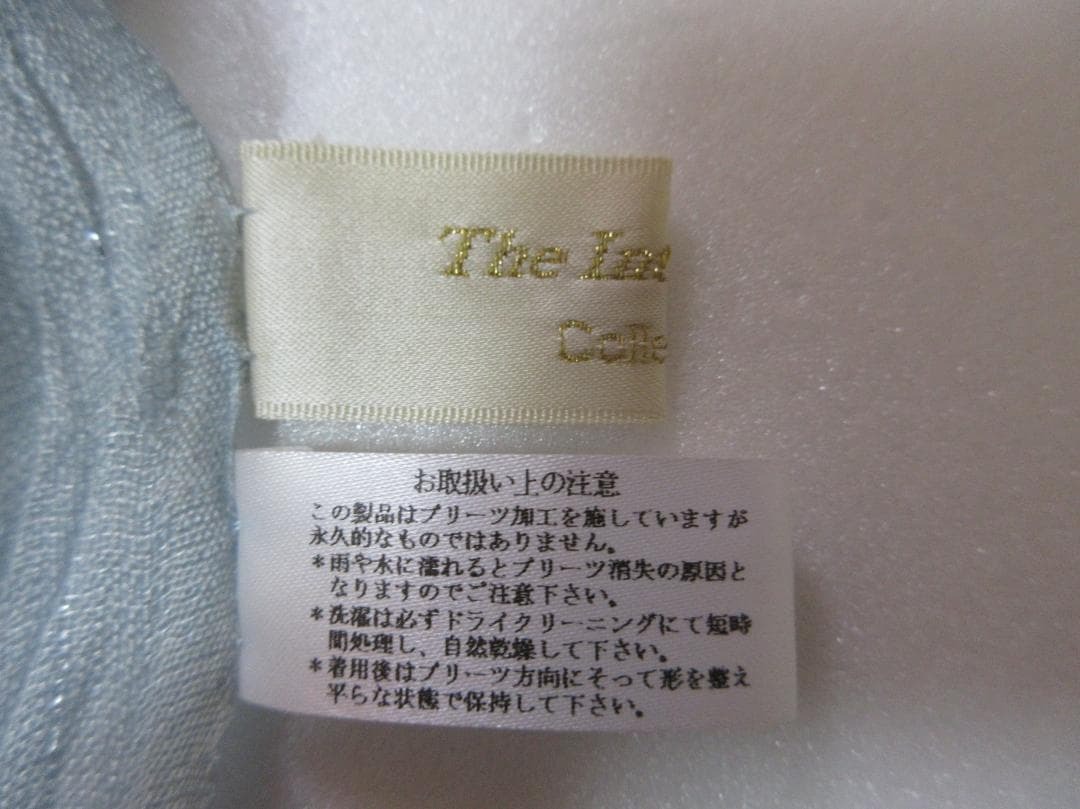 The Int
Colle
お取扱い上の注意
この製品はプリーツ加工を施していますが
永久的なものではありません。
＊雨や水に濡れるとプリーツ消失の原因と
なりますのでご注意下さい。
＊洗濯は必ずドライクリーニングにて短時
間処理し、自然乾燥して下さい。
＊着用後はプリーツ方向にそって形を整え
平らな状態で保持して下さい。